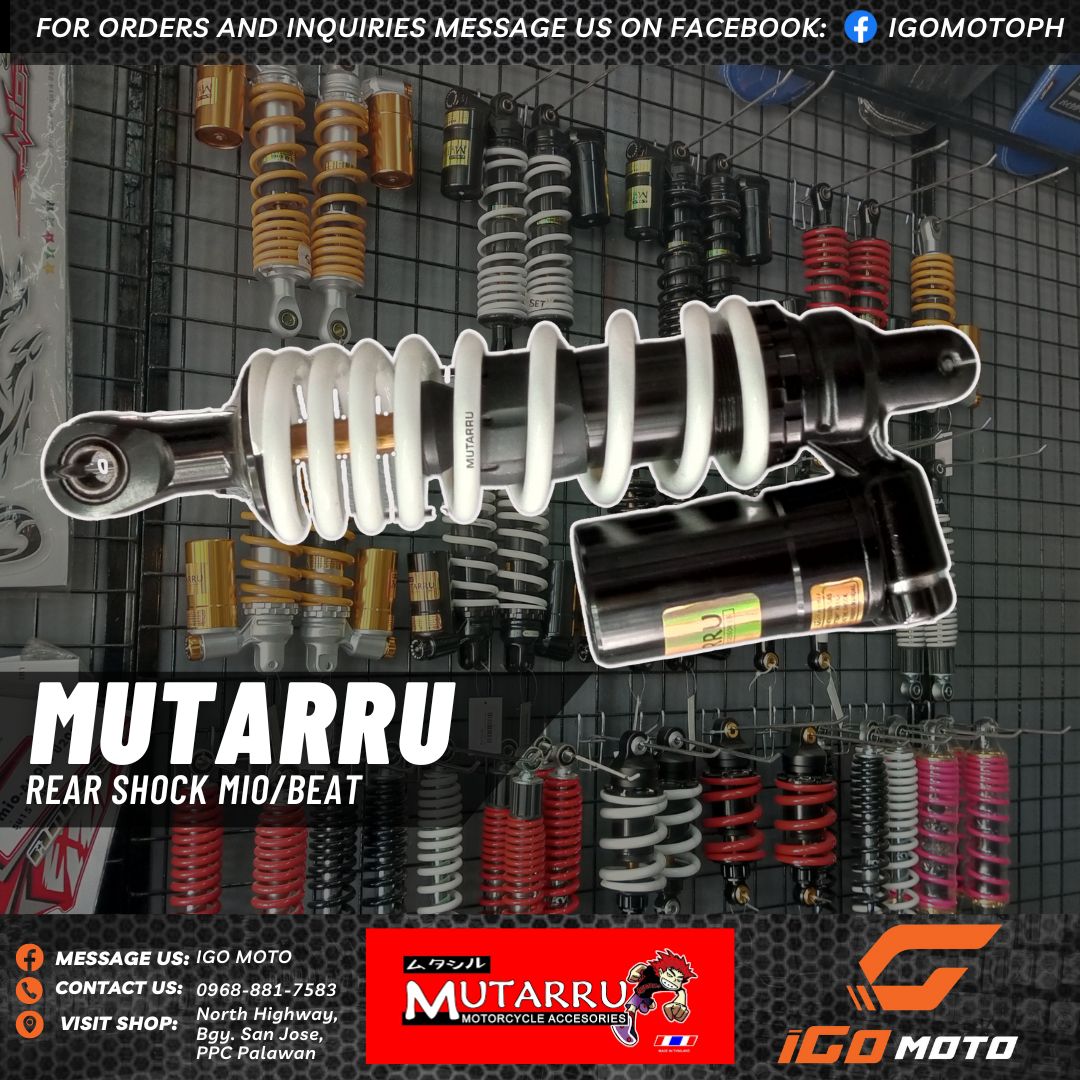 FOR ORDERS AND INQUIRIES MESSAGE US ON FACEBOOK: IGOMOTOPH
SET
MUTARRU
MUTARRU
REAR SHOCK MIO/BEAT
MESSAGE US: IGO MOTO
CONTACT US: 0968-881-7583
VISIT SHOP: North Highway,
Bgy. San Jose,
PPC Palawan
ムタシル
MUTARRU
MOTORCYCLE ACCESORIES
MADE IN THAILAND
iGO MOTO